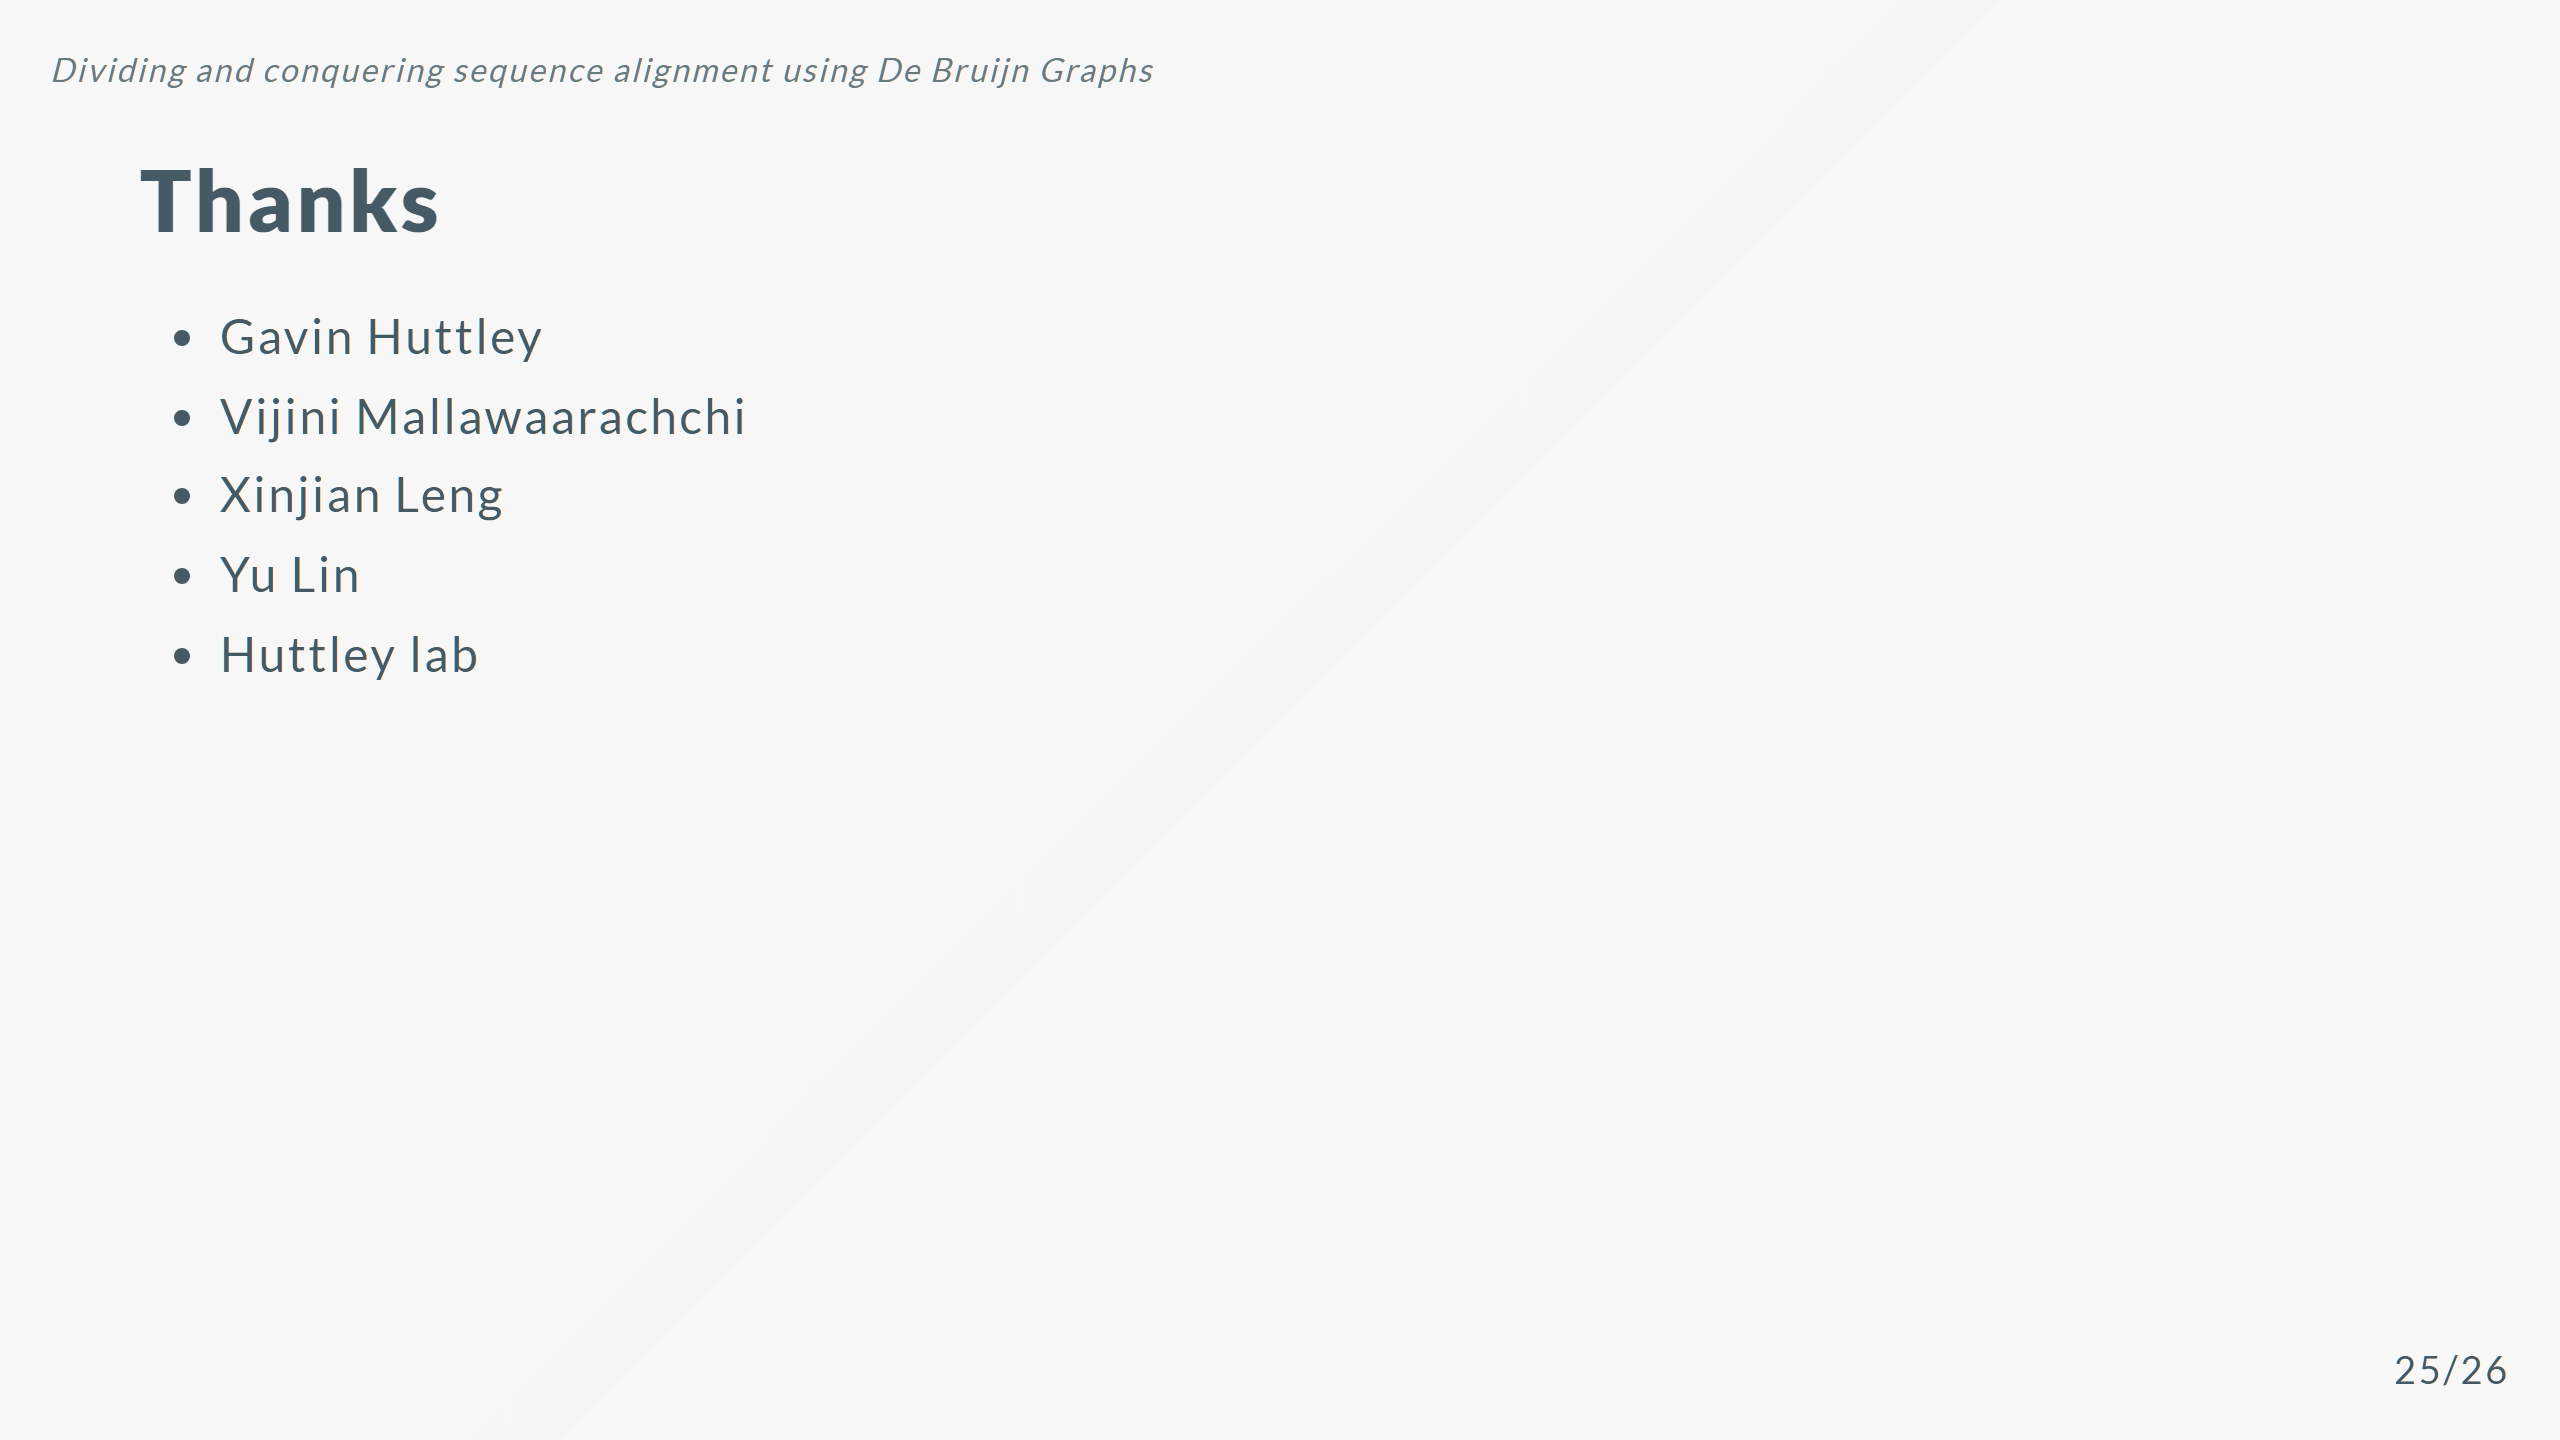 Dividing and conquering sequence alignment using De Bruijn Graphs
Thanks
• Gavin Huttley
• Vijini Mallawaarachchi
• Xinjian Leng
• Yu Lin
• Huttley lab
25/26